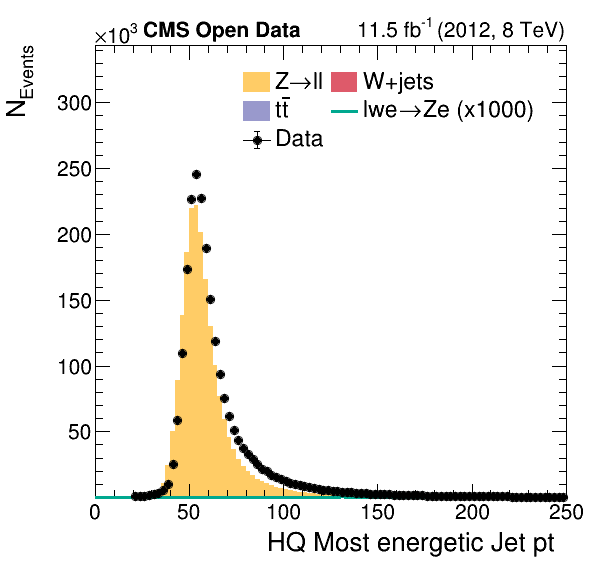 ×10³ CMS Open Data 11.5 fb⁻¹ (2012, 8 TeV)
N_Events
Z→ll W+jets
tt̄ lwe→Ze (x1000)
Data
300
250
200
150
100
50
0 50 100 150 200 250
HQ Most energetic Jet pt